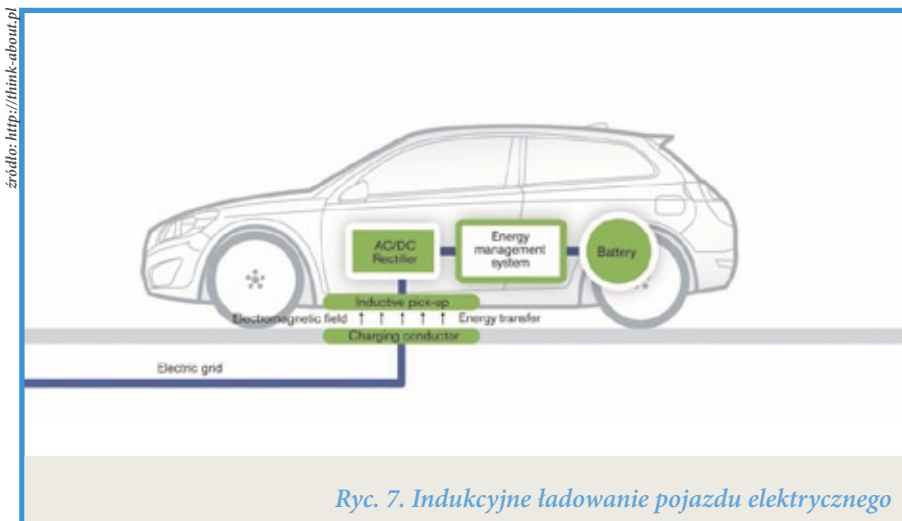 źródło: http://think-about.pl
AC/DC
Rectifier
Energy
management
system
Battery
Inductive pick-up
Electromagnetic field
Energy transfer
Charging conductor
Electric grid
Ryc. 7. Indukcyjne ładowanie pojazdu elektrycznego